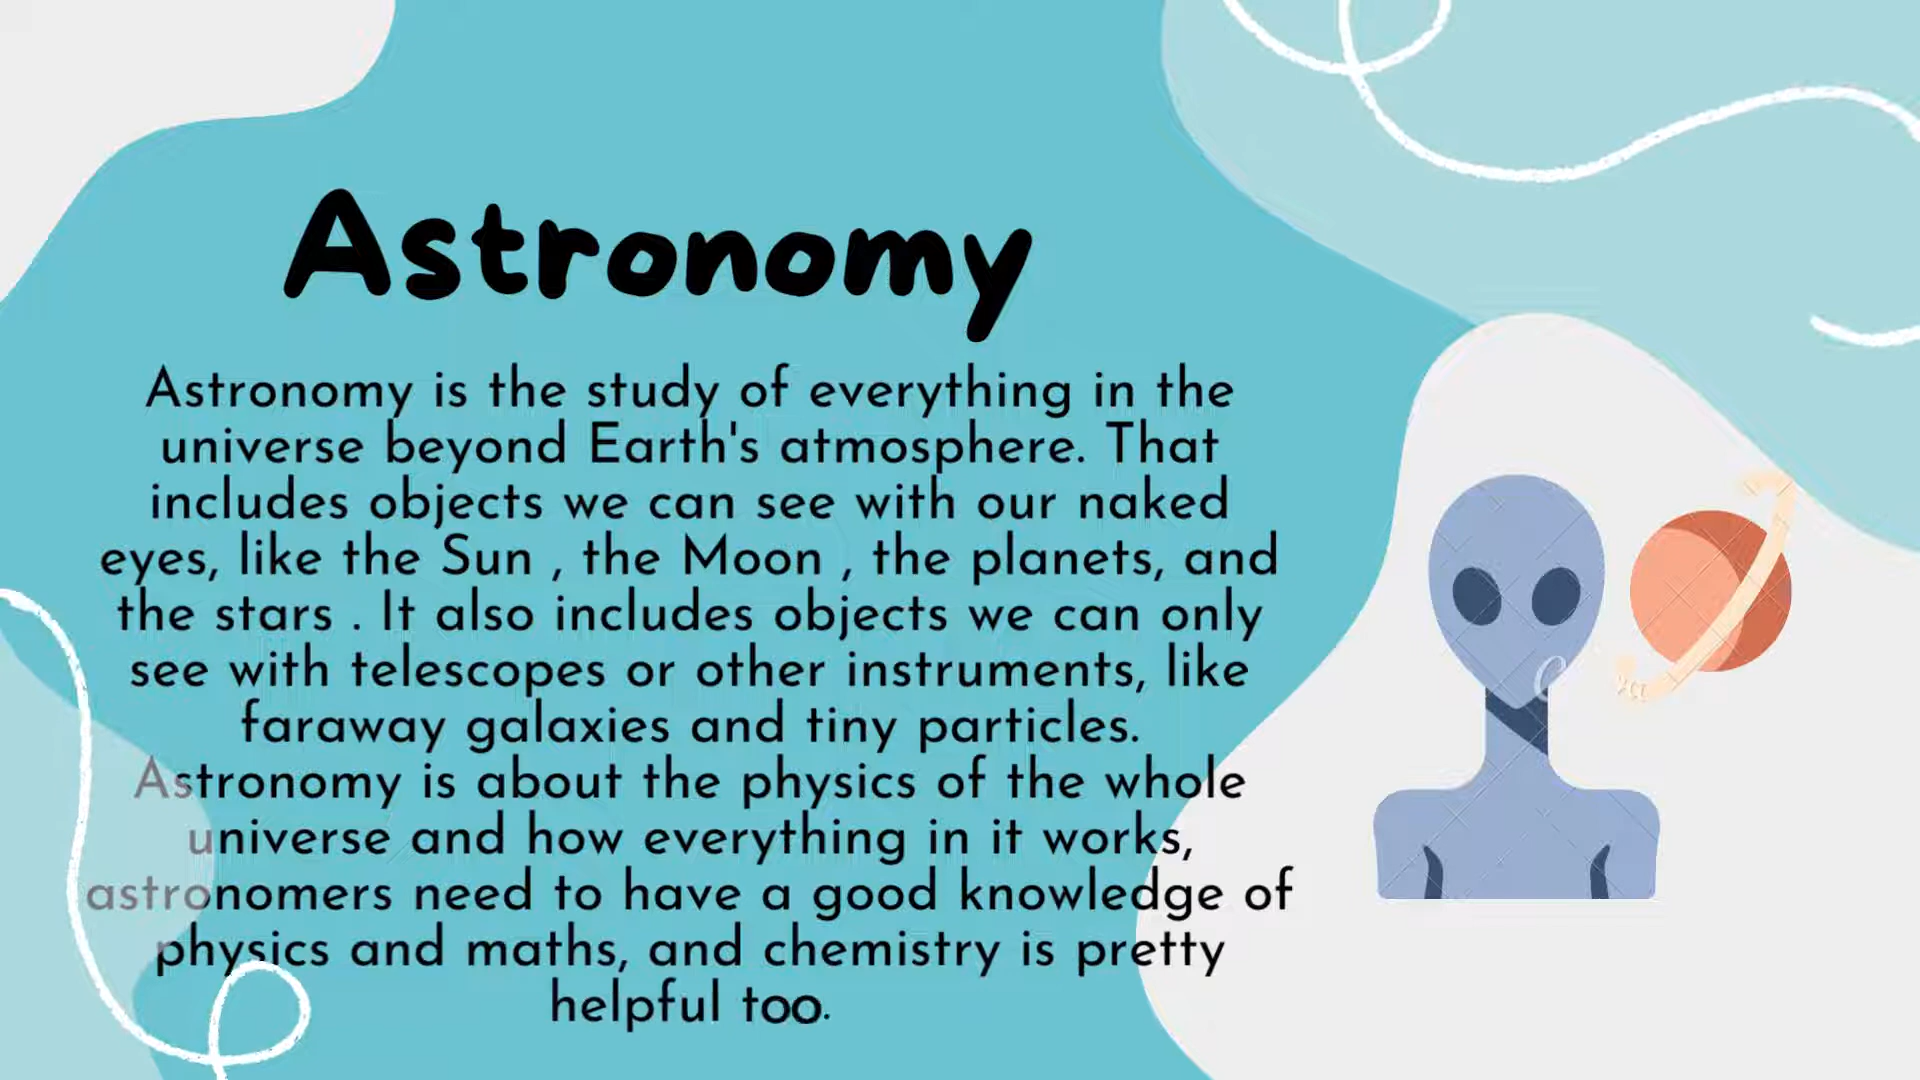 Astronomy
Astronomy is the study of everything in the
universe beyond Earth's atmosphere. That
includes objects we can see with our naked
eyes, like the Sun , the Moon , the planets, and
the stars . It also includes objects we can only
see with telescopes or other instruments, like
faraway galaxies and tiny particles.
Astronomy is about the physics of the whole
universe and how everything in it works,
astronomers need to have a good knowledge of
physics and maths, and chemistry is pretty
helpful too.